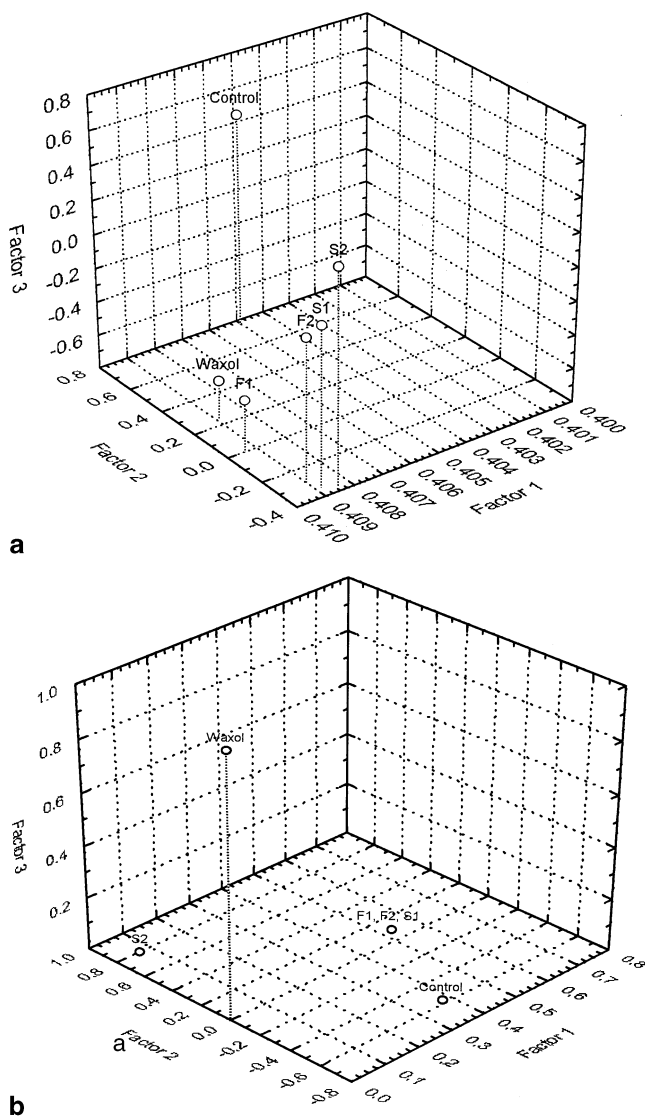 0.8
0.6
0.4
0.2
0.0
-0.2
-0.4
-0.6
Factor 3
Control
S2
S1
F2
Waxol
F1
0.8
0.6
0.4
0.2
0.0
-0.2
-0.4
Factor 2
0.410
0.409
0.408
0.407
0.406
0.405
0.404
0.403
0.402
0.401
0.400
Factor 1
a
1.0
0.8
0.6
0.4
0.2
Factor 3
Waxol
S2
F1, F2, S1
Control
1.0
0.8
0.6
0.4
0.2
0.0
-0.2
-0.4
-0.6
-0.8
Factor 2
a
0.0
0.1
0.2
0.3
0.4
0.5
0.6
0.7
0.8
Factor 1
b